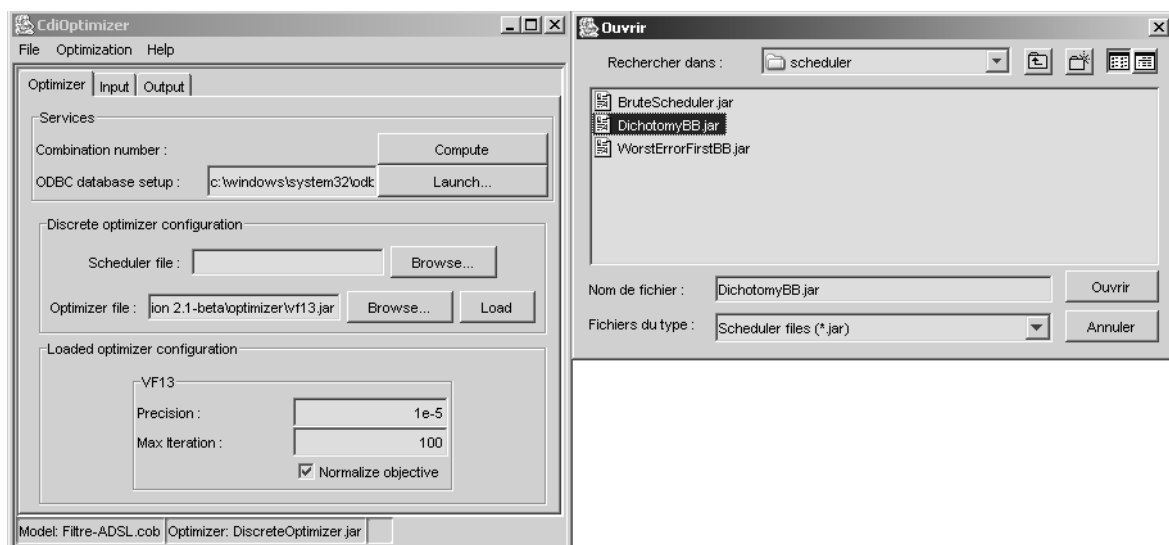 CdiOptimizer
File Optimization Help
Optimizer Input Output
Services
Combination number : Compute
ODBC database setup : c:\windows\system32\odb Launch...
Discrete optimizer configuration
Scheduler file : Browse...
Optimizer file : ion 2.1-beta\optimizer\vf13.jar Browse... Load
Loaded optimizer configuration
VF13
Precision : 1e-5
Max Iteration : 100
Normalize objective
Model: Filtre-ADSL.cob Optimizer: DiscreteOptimizer.jar
Ouvrir
Rechercher dans : scheduler
BruteScheduler.jar
DichotomyBB.jar
WorstErrorFirstBB.jar
Nom de fichier : DichotomyBB.jar Ouvrir
Fichiers du type : Scheduler files (*.jar) Annuler